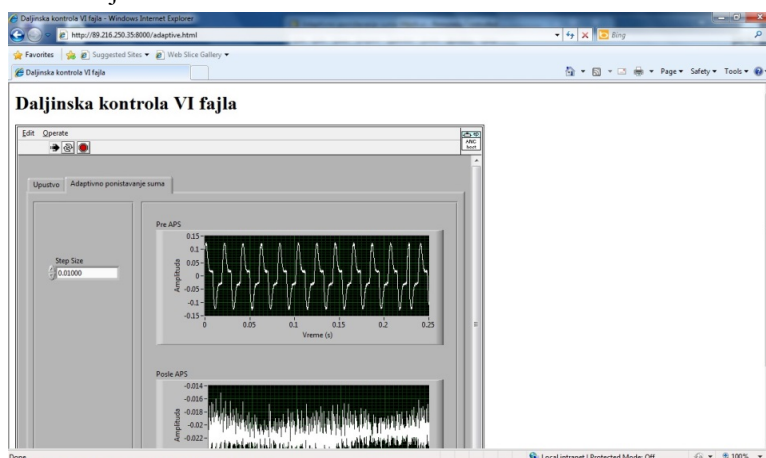 Daljinska kontrola VI fajla - Windows Internet Explorer
http://89.216.250.35:8000/adaptive.html
Bing
Favorites Suggested Sites Web Slice Gallery
Daljinska kontrola VI fajla
Page Safety Tools
Daljinska kontrola VI fajla
Edit Operate
ANC
Upustvo Adaptivno ponistavanje suma
Step Size
0.01000
Pre APS
Amplituda
0.15
0.1
0.05
0
-0.05
-0.1
-0.15
0 0.05 0.1 0.15 0.2 0.25
Vreme (s)
Posle APS
Amplituda
-0.014
-0.016
-0.018
-0.02
-0.022
Done
Local intranet | Protected Mode: Off
100%